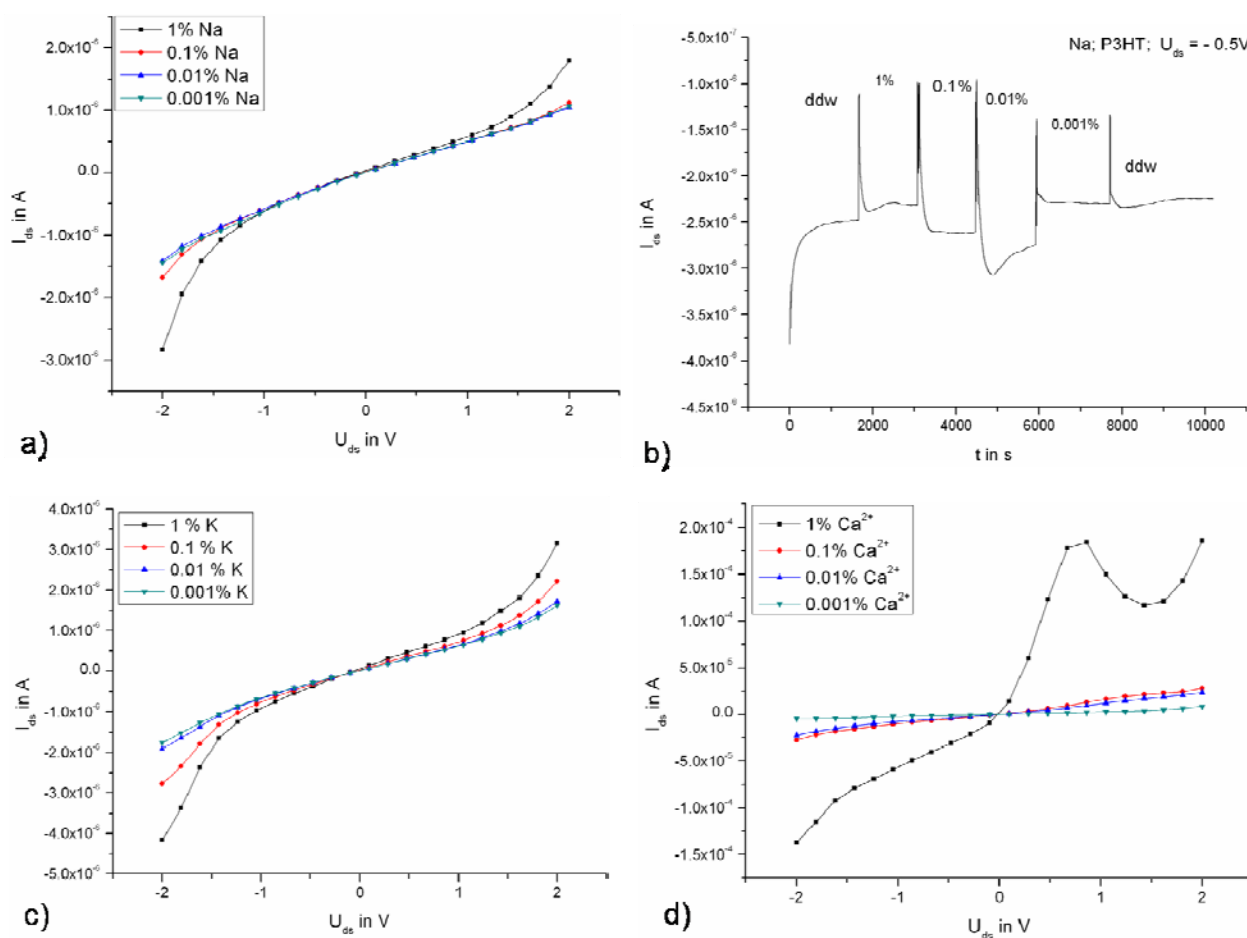 1% Na
0.1% Na
0.01% Na
0.001% Na
2.0x10⁻⁶
1.0x10⁻⁶
0.0
-1.0x10⁻⁶
-2.0x10⁻⁶
-3.0x10⁻⁶
I_ds in A
-2 -1 0 1 2
U_ds in V
a)
Na; P3HT; U_ds = - 0.5V
ddw
1%
0.1%
0.01%
0.001%
ddw
-5.0x10⁻⁷
-1.0x10⁻⁶
-1.5x10⁻⁶
-2.0x10⁻⁶
-2.5x10⁻⁶
-3.0x10⁻⁶
-3.5x10⁻⁶
-4.0x10⁻⁶
-4.5x10⁻⁶
I_ds in A
0 2000 4000 6000 8000 10000
t in s
b)
1 % K
0.1 % K
0.01 % K
0.001% K
4.0x10⁻⁶
3.0x10⁻⁶
2.0x10⁻⁶
1.0x10⁻⁶
0.0
-1.0x10⁻⁶
-2.0x10⁻⁶
-3.0x10⁻⁶
-4.0x10⁻⁶
-5.0x10⁻⁶
I_ds in A
-2 -1 0 1 2
U_ds in V
c)
1% Ca²⁺
0.1% Ca²⁺
0.01% Ca²⁺
0.001% Ca²⁺
2.0x10⁻⁴
1.5x10⁻⁴
1.0x10⁻⁴
5.0x10⁻⁵
0.0
-5.0x10⁻⁵
-1.0x10⁻⁴
-1.5x10⁻⁴
I_ds in A
-2 -1 0 1 2
U_ds in V
d)